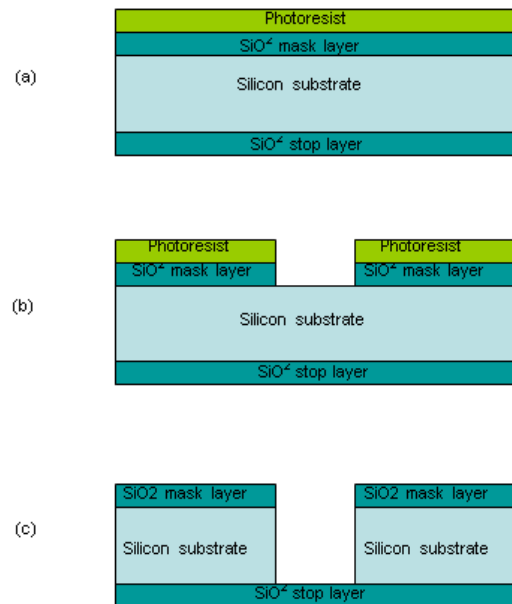 Photoresist
SiO² mask layer
(a)
Silicon substrate
SiO² stop layer
Photoresist Photoresist
SiO² mask layer SiO² mask layer
(b)
Silicon substrate
SiO² stop layer
SiO2 mask layer SiO2 mask layer
(c)
Silicon substrate Silicon substrate
SiO² stop layer